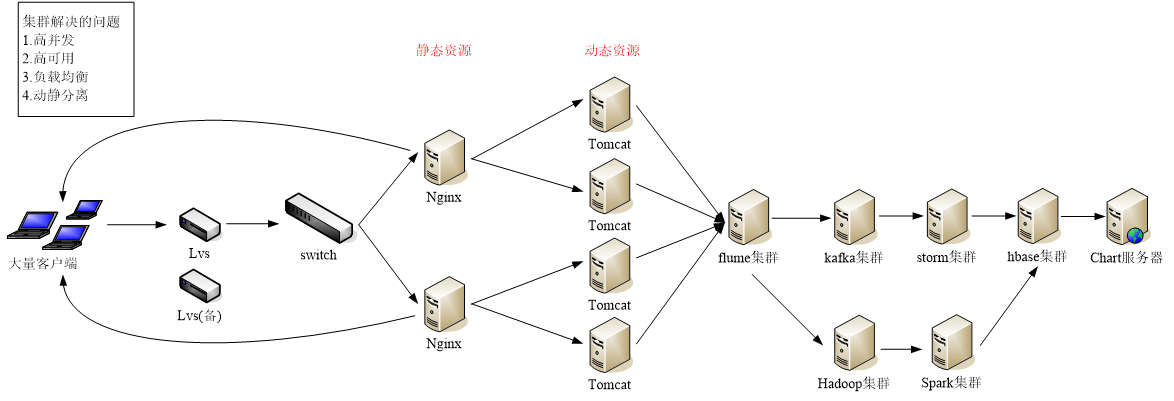 集群解决的问题
1.高并发
2.高可用
3.负载均衡
4.动静分离
静态资源
动态资源
Tomcat
Nginx
Tomcat
大量客户端
Lvs
switch
Tomcat
flume集群
kafka集群
storm集群
hbase集群
Chart服务器
Lvs(备)
Nginx
Tomcat
Hadoop集群
Spark集群